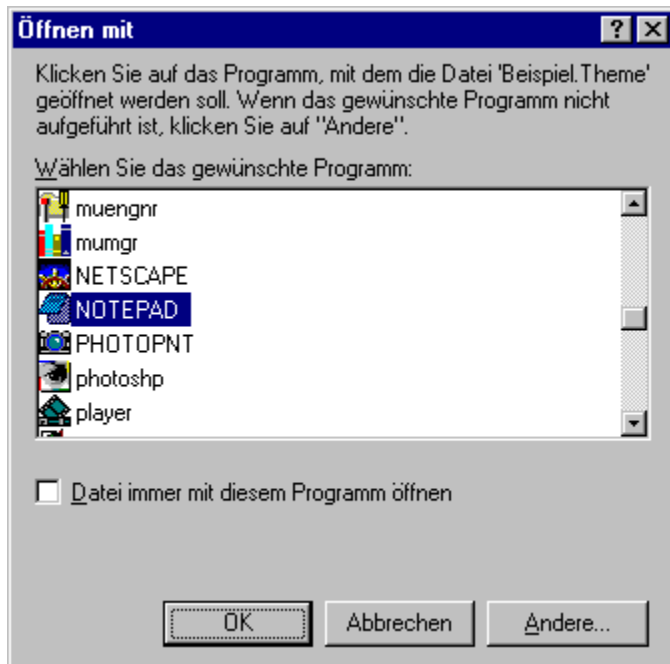 Öffnen mit
Klicken Sie auf das Programm, mit dem die Datei 'Beispiel.Theme'
geöffnet werden soll. Wenn das gewünschte Programm nicht
aufgeführt ist, klicken Sie auf "Andere".
Wählen Sie das gewünschte Programm:
muengnr
mumgr
NETSCAPE
NOTEPAD
PHOTOPNT
photoshp
player
Datei immer mit diesem Programm öffnen
OK
Abbrechen
Andere...